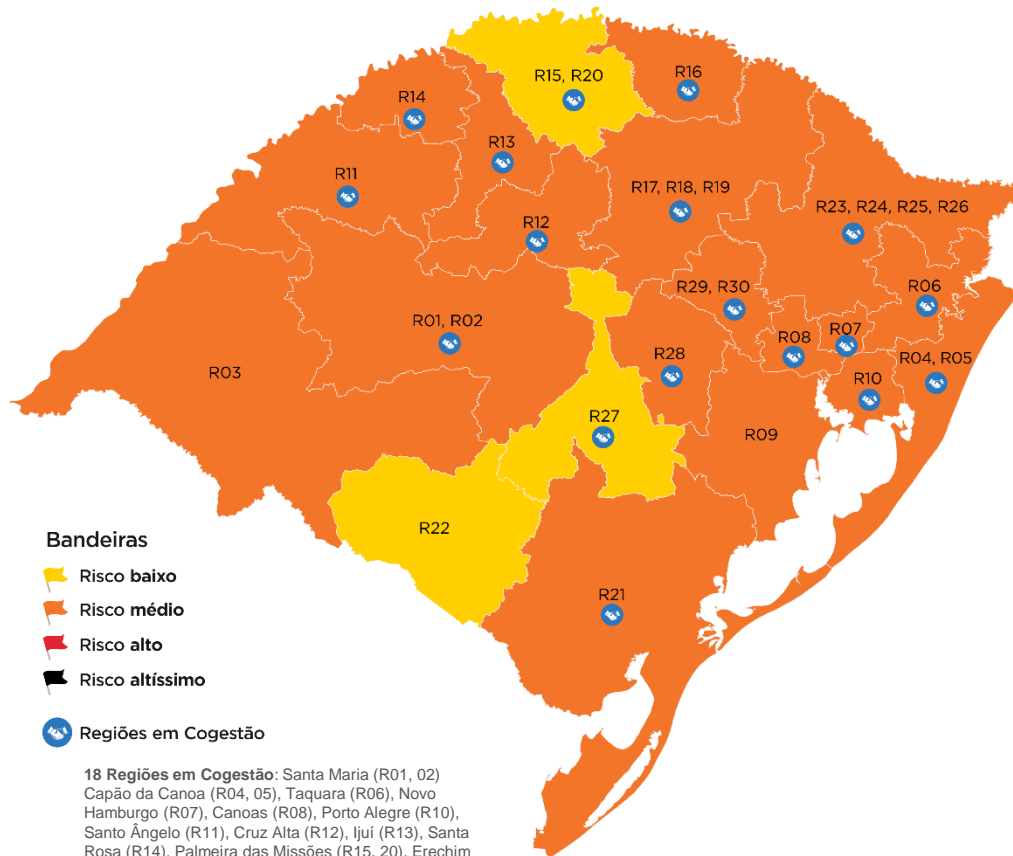 R15, R20
R16
R14
R13
R11
R17, R18, R19
R23, R24, R25, R26
R12
R29, R30
R06
R01, R02
R08
R07
R03
R28
R04, R05
R10
R27
R09
R22
R21
Bandeiras
Risco baixo
Risco médio
Risco alto
Risco altíssimo
Regiões em Cogestão
18 Regiões em Cogestão: Santa Maria (R01, 02)
Capão da Canoa (R04, 05), Taquara (R06), Novo
Hamburgo (R07), Canoas (R08), Porto Alegre (R10),
Santo Ângelo (R11), Cruz Alta (R12), Ijuí (R13), Santa
Rosa (R14), Palmeira das Missões (R15, 20), Erechim